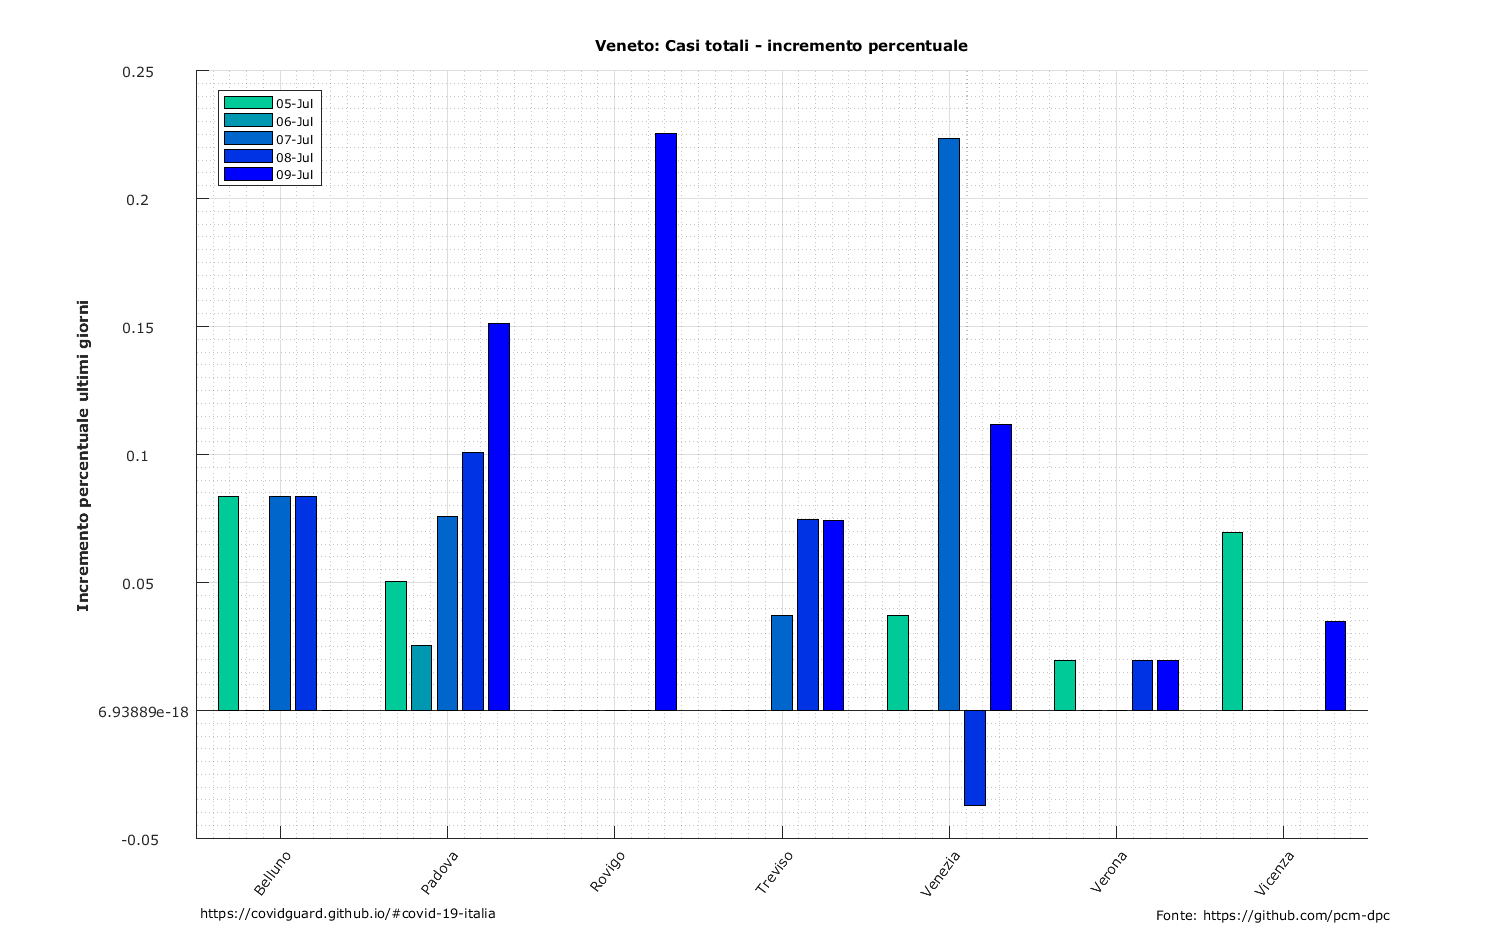 Veneto: Casi totali - incremento percentuale
0.25
0.2
0.15
0.1
0.05
6.93889e-18
-0.05
Incremento percentuale ultimi giorni
05-Jul
06-Jul
07-Jul
08-Jul
09-Jul
Belluno
Padova
Rovigo
Treviso
Venezia
Verona
Vicenza
https://covidguard.github.io/#covid-19-italia
Fonte: https://github.com/pcm-dpc